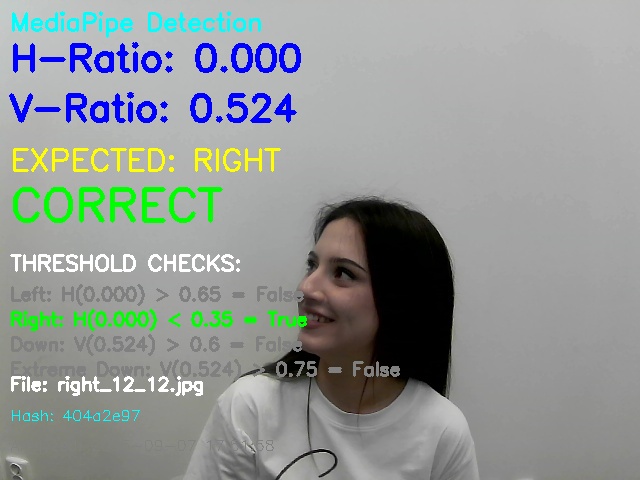 MediaPipe Detection
H-Ratio: 0.000
V-Ratio: 0.524
EXPECTED: RIGHT
CORRECT
THRESHOLD CHECKS:
Left: H(0.000) > 0.65 = False
Right: H(0.000) < 0.35 = True
Down: V(0.524) > 0.6 = False
Extreme Down: V(0.524) > 0.75 = False
File: right_12_12.jpg
Hash: 404a2e97